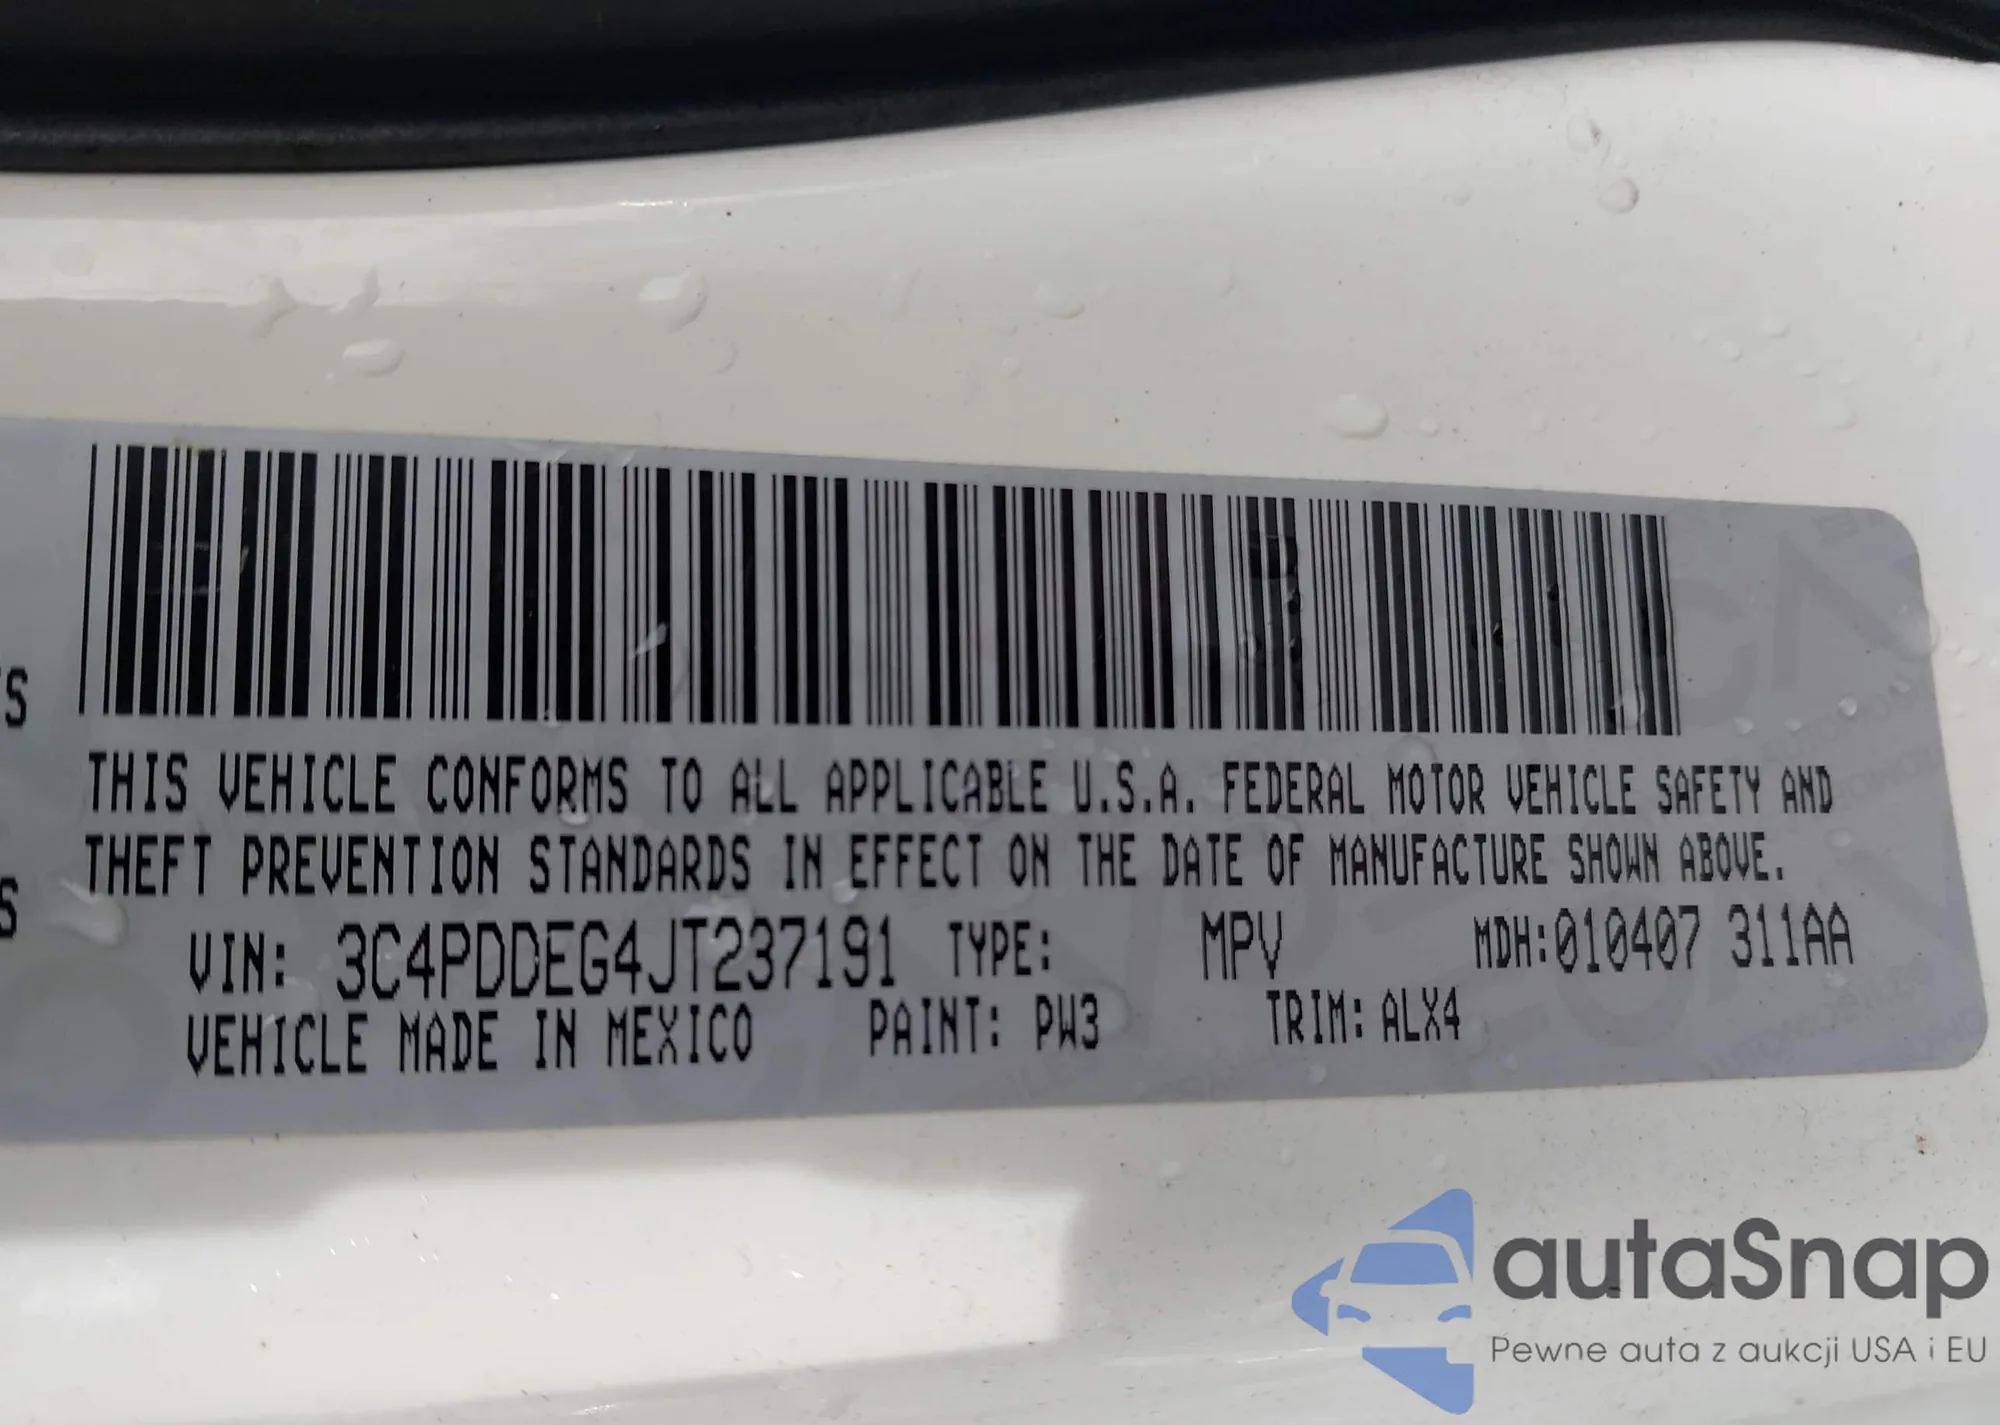 S
S
THIS VEHICLE CONFORMS TO ALL APPLICABLE U.S.A. FEDERAL MOTOR VEHICLE SAFETY AND
THEFT PREVENTION STANDARDS IN EFFECT ON THE DATE OF MANUFACTURE SHOWN ABOVE.
VIN: 3C4PDDEG4JT237191 TYPE: MPV MDH:010407 311AA
VEHICLE MADE IN MEXICO PAINT: PW3 TRIM: ALX4
autaSnap
Pewne auta z aukcji USA i EU